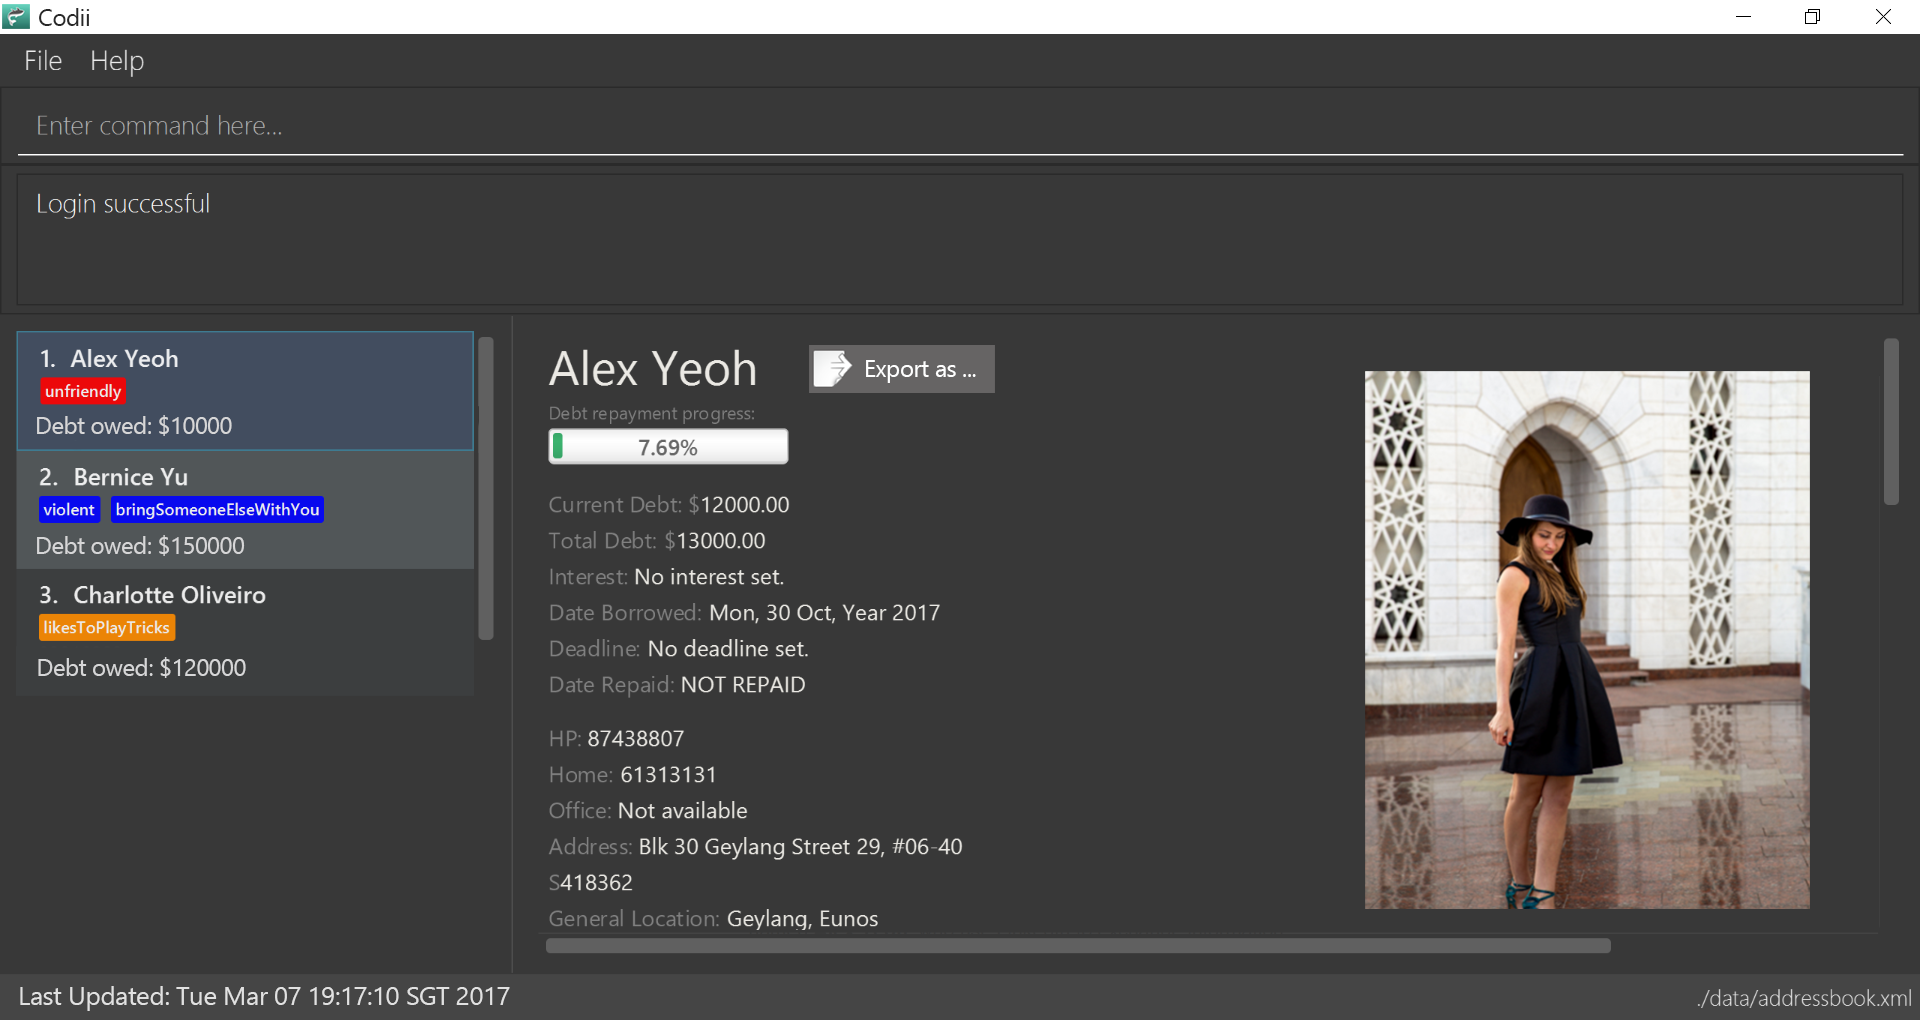 Codii
File Help
Enter command here...
Login successful
1. Alex Yeoh
unfriendly
Debt owed: $10000
2. Bernice Yu
violent bringSomeoneElseWithYou
Debt owed: $150000
3. Charlotte Oliveiro
likesToPlayTricks
Debt owed: $120000
Alex Yeoh Export as ...
Debt repayment progress:
7.69%
Current Debt: $12000.00
Total Debt: $13000.00
Interest: No interest set.
Date Borrowed: Mon, 30 Oct, Year 2017
Deadline: No deadline set.
Date Repaid: NOT REPAID
HP: 87438807
Home: 61313131
Office: Not available
Address: Blk 30 Geylang Street 29, #06-40
S418362
General Location: Geylang, Eunos
Last Updated: Tue Mar 07 19:17:10 SGT 2017
./data/addressbook.xml